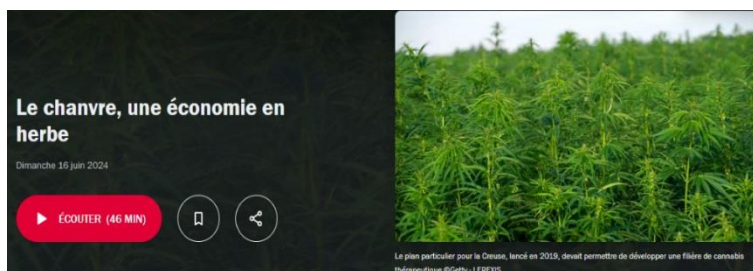 Le chanvre, une économie en
herbe
Dimanche 16 juin 2024
ÉCOUTER (46 MIN)
Le plan particulier pour la Creuse, lancé en 2019, devait permettre de développer une filière de cannabis
thérapeutique ©Getty - LEREXIS